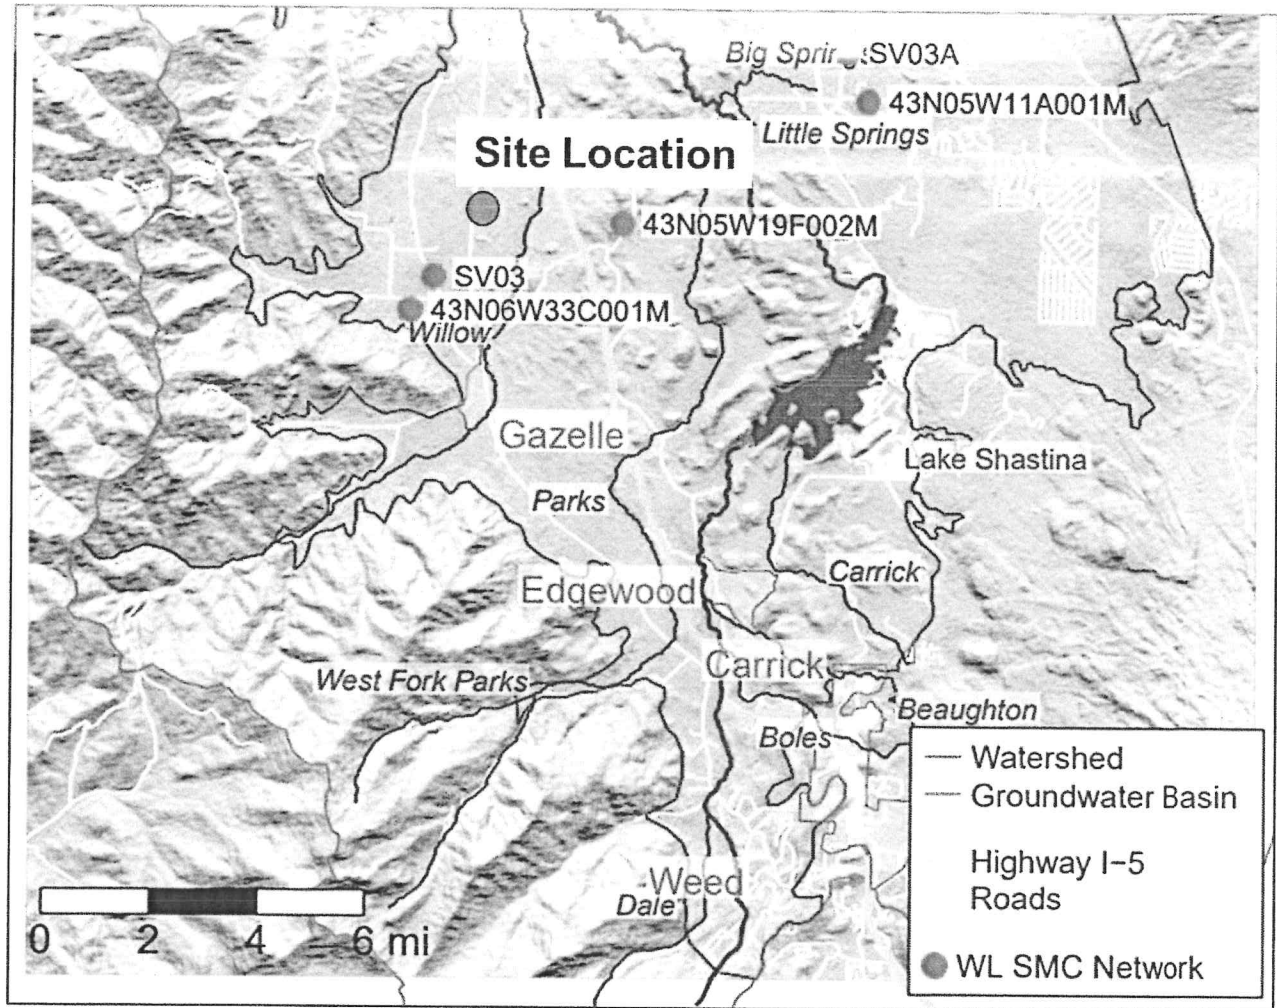 Big Springs SV03A
43N05W11A001M
Little Springs
Site Location
43N05W19F002M
SV03
43N06W33C001M
Willow
Gazelle
Lake Shastina
Parks
Edgewood
Carrick
Carrick
West Fork Parks
Beaughton
Boles
Weed
Dale
Watershed
Groundwater Basin
Highway I-5
Roads
WL SMC Network
0 2 4 6 mi